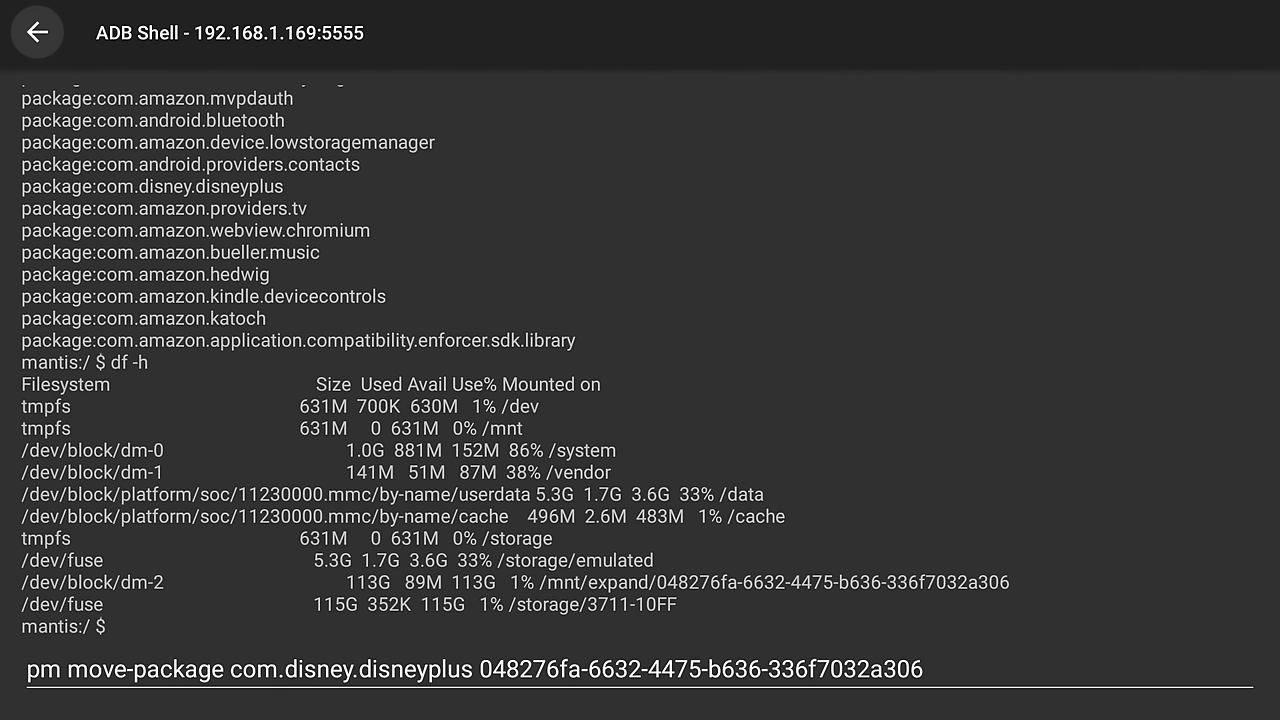 ADB Shell - 192.168.1.169:5555
package:com.amazon.mvpdauth
package:com.android.bluetooth
package:com.amazon.device.lowstoragemanager
package:com.android.providers.contacts
package:com.disney.disneyplus
package:com.amazon.providers.tv
package:com.amazon.webview.chromium
package:com.amazon.bueller.music
package:com.amazon.hedwig
package:com.amazon.kindle.devicecontrols
package:com.amazon.katoch
package:com.amazon.application.compatibility.enforcer.sdk.library
mantis:/ $ df -h
Filesystem Size Used Avail Use% Mounted on
tmpfs 631M 700K 630M 1% /dev
tmpfs 631M 0 631M 0% /mnt
/dev/block/dm-0 1.0G 881M 152M 86% /system
/dev/block/dm-1 141M 51M 87M 38% /vendor
/dev/block/platform/soc/11230000.mmc/by-name/userdata 5.3G 1.7G 3.6G 33% /data
/dev/block/platform/soc/11230000.mmc/by-name/cache 496M 2.6M 483M 1% /cache
tmpfs 631M 0 631M 0% /storage
/dev/fuse 5.3G 1.7G 3.6G 33% /storage/emulated
/dev/block/dm-2 113G 89M 113G 1% /mnt/expand/048276fa-6632-4475-b636-336f7032a306
/dev/fuse 115G 352K 115G 1% /storage/3711-10FF
mantis:/ $
pm move-package com.disney.disneyplus 048276fa-6632-4475-b636-336f7032a306